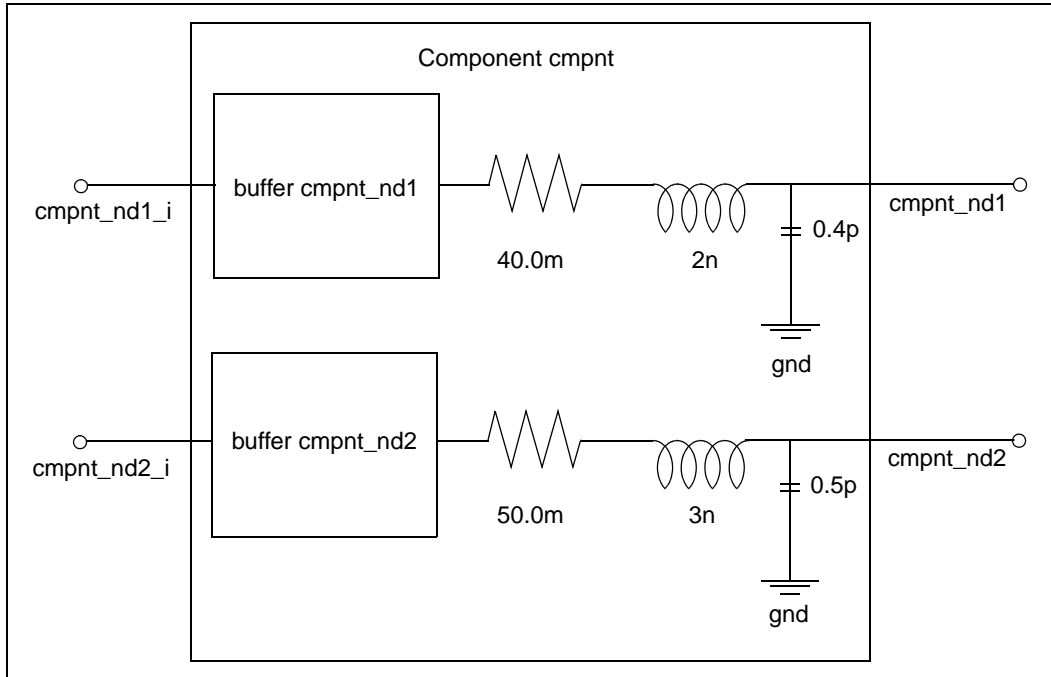 Component cmpnt
buffer cmpnt_nd1
cmpnt_nd1_i
cmpnt_nd1
0.4p
40.0m
2n
gnd
buffer cmpnt_nd2
cmpnt_nd2_i
cmpnt_nd2
0.5p
50.0m
3n
gnd